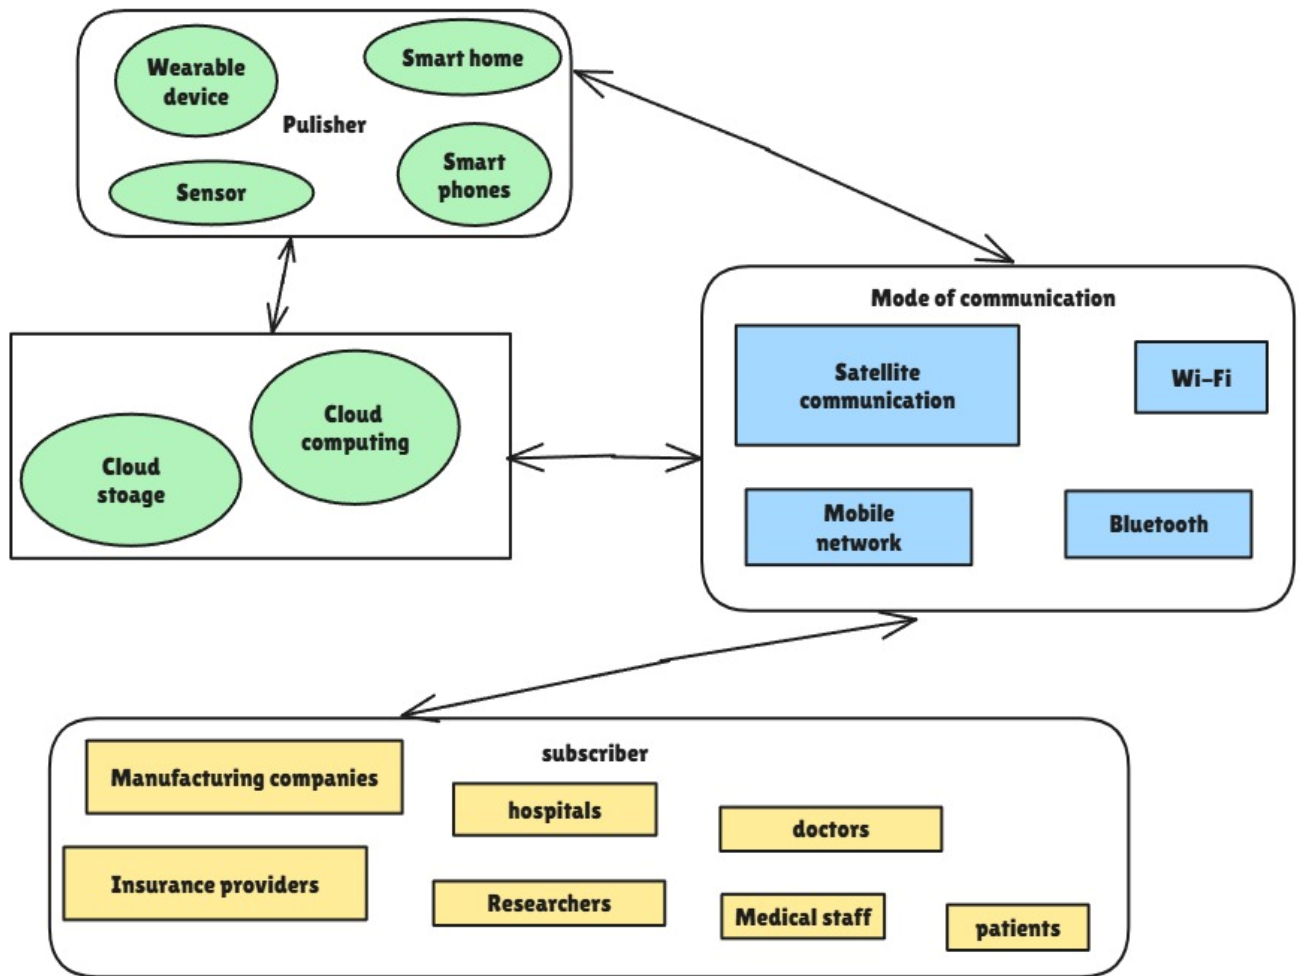 Wearable
device
Smart home
Pulisher
Smart
phones
Sensor
Mode of communication
Satellite
communication
Wi-Fi
Cloud
computing
Cloud
stoage
Mobile
network
Bluetooth
subscriber
Manufacturing companies
hospitals
doctors
Insurance providers
Researchers
Medical staff
patients